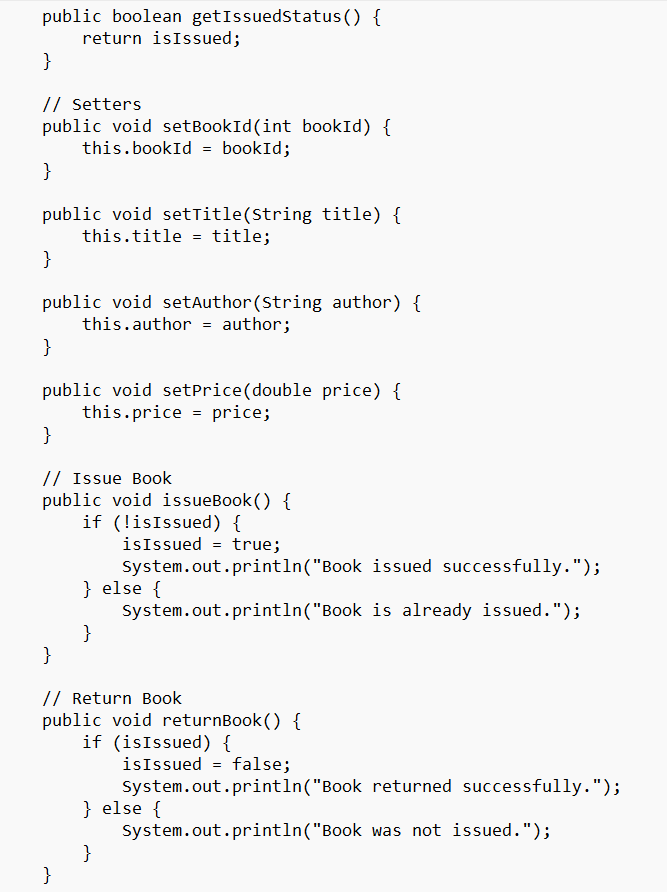 public boolean getIssuedStatus() {
    return isIssued;
}

// Setters
public void setBookId(int bookId) {
    this.bookId = bookId;
}

public void setTitle(String title) {
    this.title = title;
}

public void setAuthor(String author) {
    this.author = author;
}

public void setPrice(double price) {
    this.price = price;
}

// Issue Book
public void issueBook() {
    if (!isIssued) {
        isIssued = true;
        System.out.println("Book issued successfully.");
    } else {
        System.out.println("Book is already issued.");
    }
}

// Return Book
public void returnBook() {
    if (isIssued) {
        isIssued = false;
        System.out.println("Book returned successfully.");
    } else {
        System.out.println("Book was not issued.");
    }
}